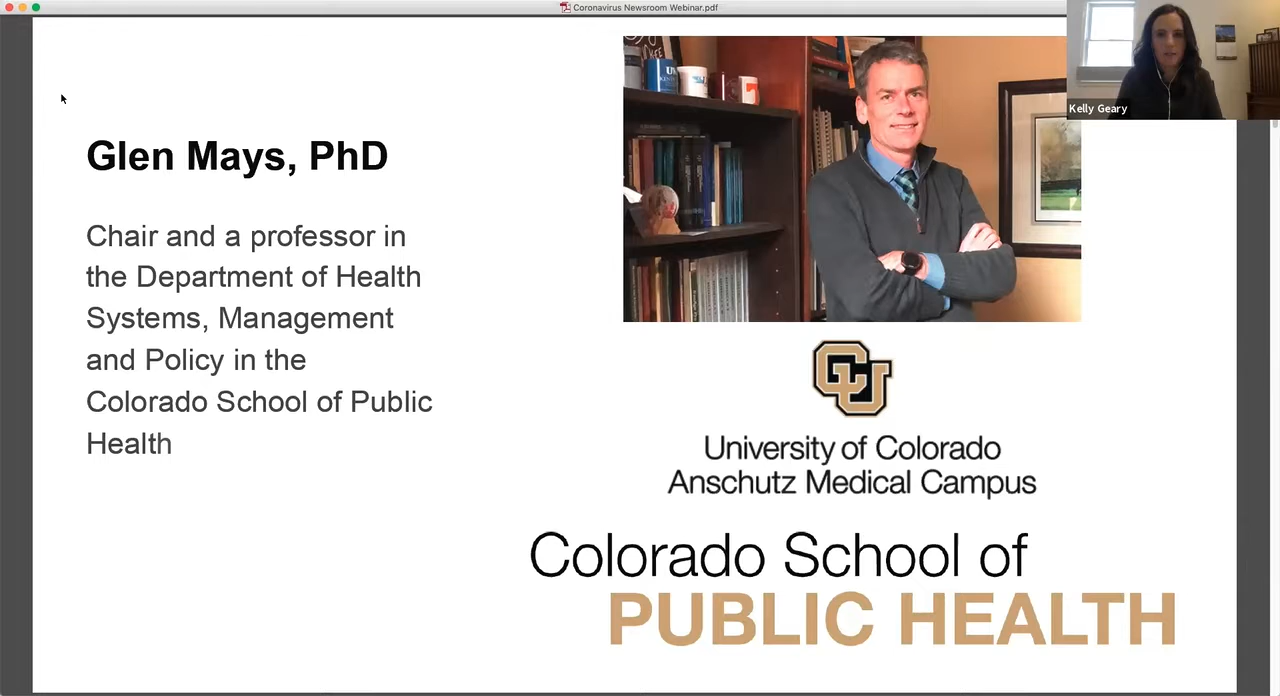 Coronavirus Newsroom Webinar.pdf
Kelly Geary
Glen Mays, PhD
Chair and a professor in
the Department of Health
Systems, Management
and Policy in the
Colorado School of Public
Health
CU
University of Colorado
Anschutz Medical Campus
Colorado School of
PUBLIC HEALTH